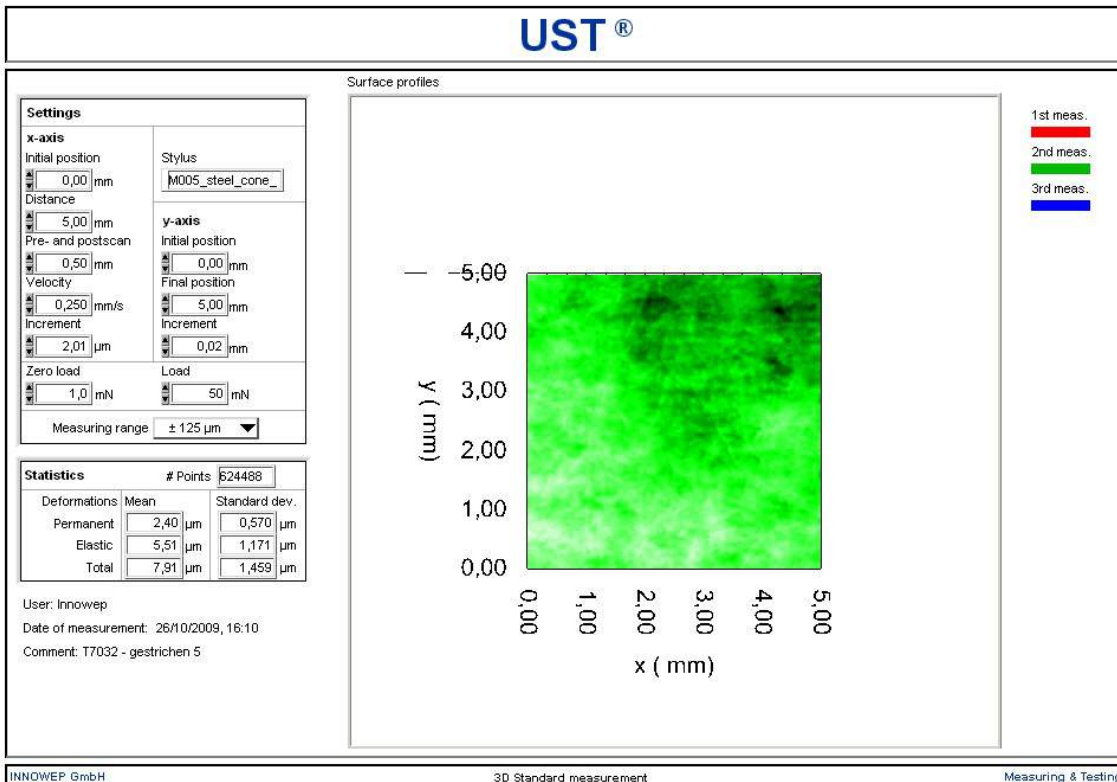 UST ®
Surface profiles
Settings
x-axis
Initial position
0,00 mm
Distance
5,00 mm
Pre- and postscan
0,50 mm
Velocity
0,250 mm/s
Increment
2,01 µm
Stylus
M005_steel_cone_
y-axis
Initial position
0,00 mm
Final position
5,00 mm
Increment
0,02 mm
Zero load
1,0 mN
Load
50 mN
Measuring range ± 125 µm
Statistics # Points 624488
Deformations Mean Standard dev.
Permanent 2,40 µm 0,570 µm
Elastic 5,51 µm 1,171 µm
Total 7,91 µm 1,459 µm
User: Innowep
Date of measurement: 26/10/2009, 16:10
Comment: T7032 - gestrichen 5
5,00
4,00
3,00
2,00
1,00
0,00
y ( mm)
0,00 1,00 2,00 3,00 4,00 5,00
x ( mm)
1st meas.
2nd meas.
3rd meas.
INNOWEP GmbH 3D Standard measurement Measuring & Testing